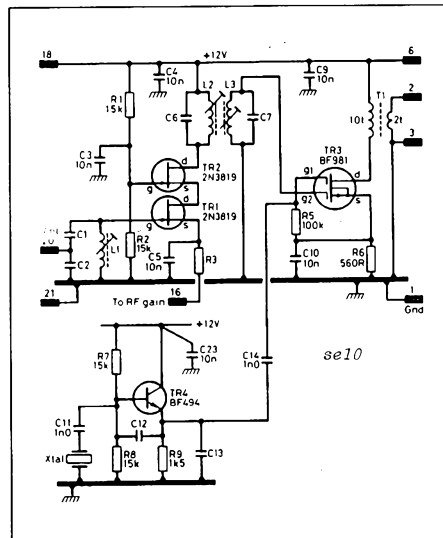 18
+12V
6
C4
10n
C9
10n
L2
L3
R1
15k
C6
C7
T1
2
10t
2t
3
TR3
BF981
d
g1
g2
s
C3
10n
TR2
2N3819
d
g
s
TR1
2N3819
d
g
s
R5
100k
C1
L1
R2
15k
C5
10n
R3
C10
10n
R6
560R
C2
21
16
To RF gain
1
Gnd
+12V
C23
10n
R7
15k
C14
1n0
se10
TR4
BF494
C11
1n0
C12
C13
Xtal
R8
15k
R9
1k5